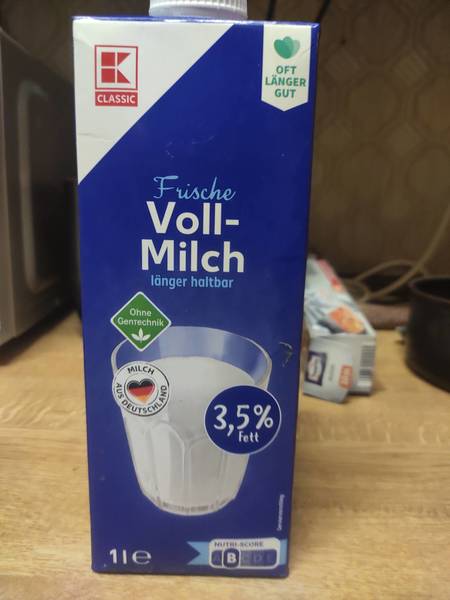 K
CLASSIC
OFT
LÄNGER
GUT
Frische
Voll-
Milch
länger haltbar
Ohne
Gentechnik
MILCH
AUS DEUTSCHLAND
3,5%
Fett
1l e
NUTRI-SCORE
A B C D E
Serviervorschlag